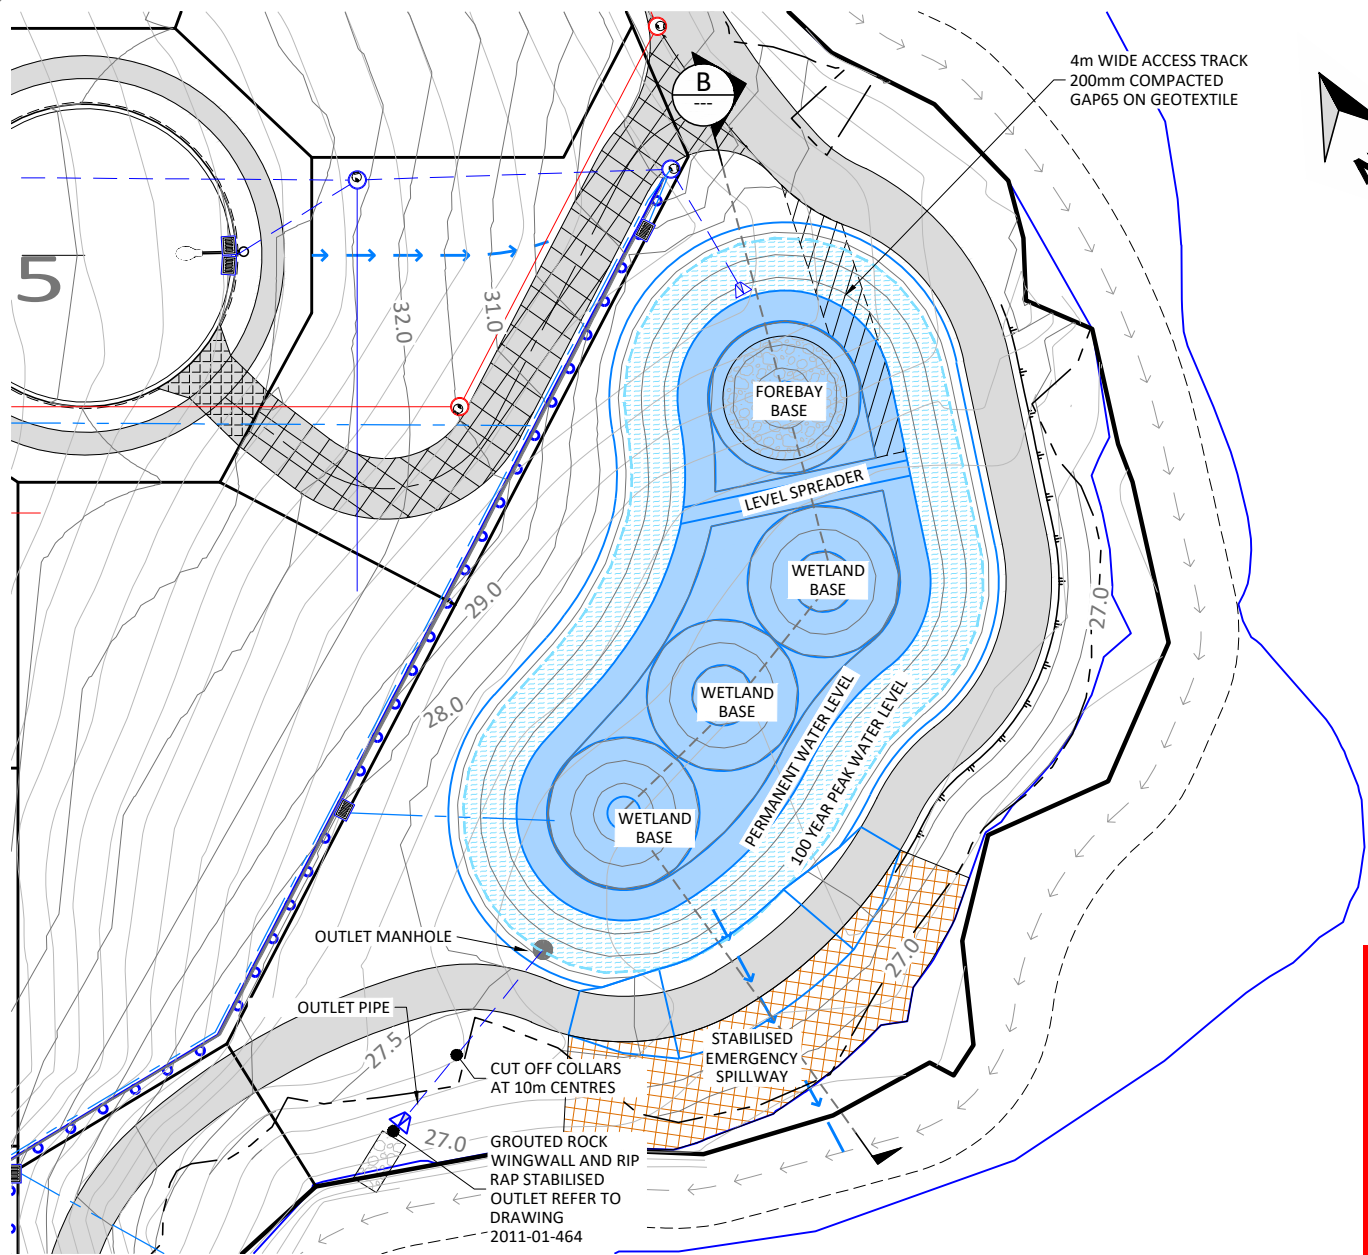 B
---
4m WIDE ACCESS TRACK
200mm COMPACTED
GAP65 ON GEOTEXTILE
5
32.0
31.0
FOREBAY
BASE
LEVEL SPREADER
WETLAND
BASE
29.0
27.0
WETLAND
BASE
28.0
PERMANENT WATER LEVEL
100 YEAR PEAK WATER LEVEL
WETLAND
BASE
OUTLET MANHOLE
27.0
OUTLET PIPE
27.5
STABILISED
EMERGENCY
SPILLWAY
CUT OFF COLLARS
AT 10m CENTRES
27.0
GROUTED ROCK
WINGWALL AND RIP
RAP STABILISED
OUTLET REFER TO
DRAWING
2011-01-464